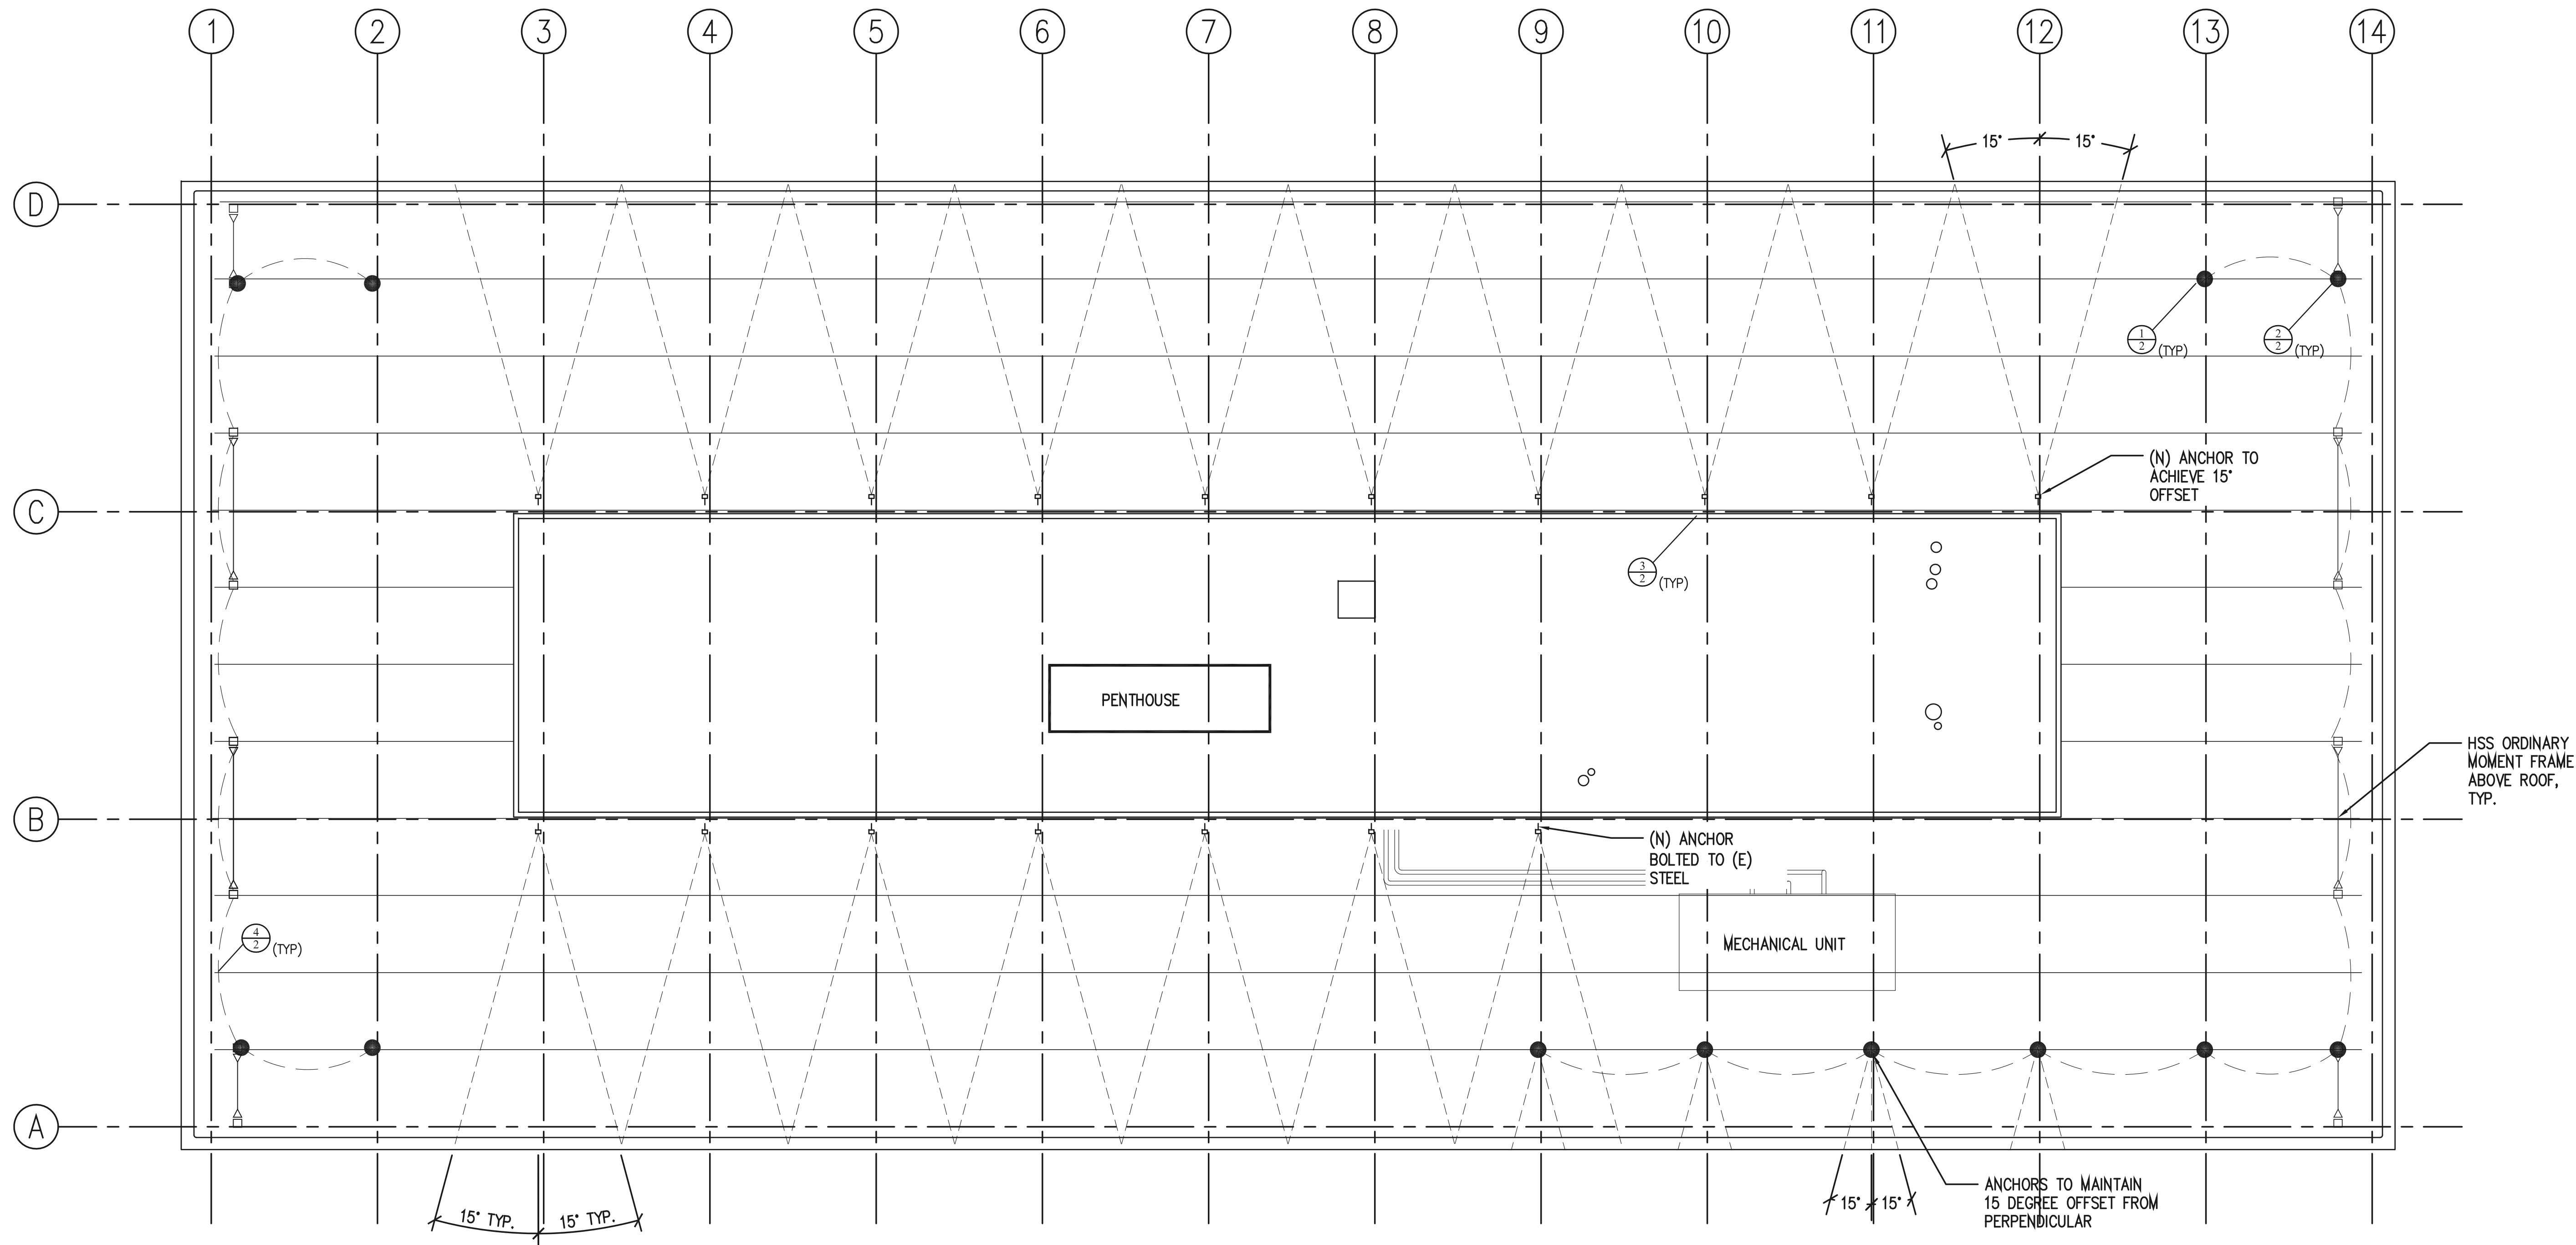 1 2 3 4 5 6 7 8 9 10 11 12 13 14
15° 15°
D
1
2
(TYP)
2
2
(TYP)
(N) ANCHOR TO
ACHIEVE 15°
OFFSET
C
3
2
(TYP)
PENTHOUSE
HSS ORDINARY
MOMENT FRAME
ABOVE ROOF,
TYP.
B
(N) ANCHOR
BOLTED TO (E)
STEEL
4
2
(TYP)
MECHANICAL UNIT
A
15° TYP. 15° TYP.
15° 15°
ANCHORS TO MAINTAIN
15 DEGREE OFFSET FROM
PERPENDICULAR